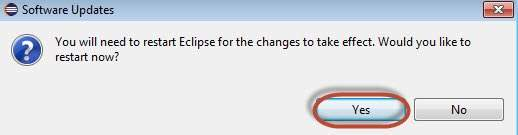 Software Updates
You will need to restart Eclipse for the changes to take effect. Would you like to
restart now?
Yes
No